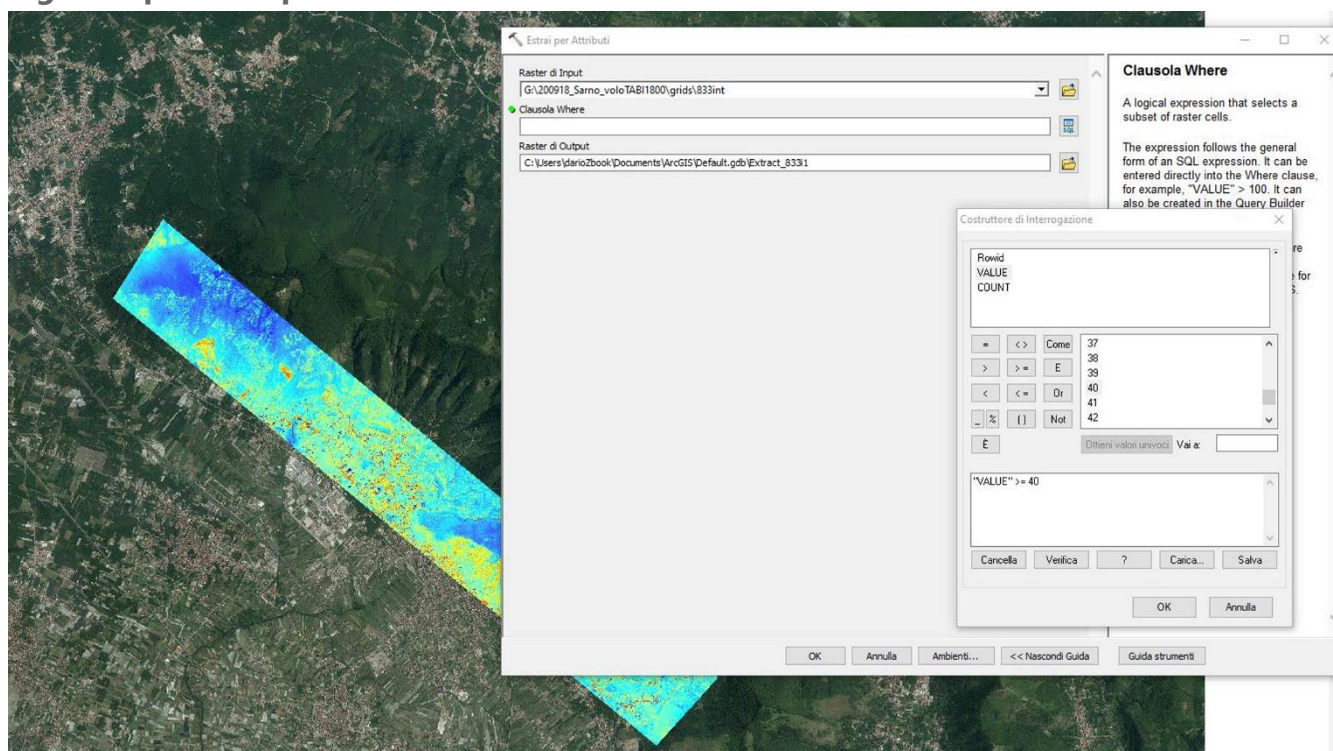 Estrai per Attributi
Raster di Input
G:\200918_Sarno_voloTABI1800\grids\833int
Clausola Where
SQL
Raster di Output
C:\Users\darioZbook\Documents\ArcGIS\Default.gdb\Extract_833i1
Clausola Where
A logical expression that selects a
subset of raster cells.
The expression follows the general
form of an SQL expression. It can be
entered directly into the Where clause,
for example, "VALUE" > 100. It can
also be created in the Query Builder
Costruttore di Interrogazione
Rowid
VALUE
COUNT
= <> Come
> > = E
< < = Or
_ % () Not
È
37
38
39
40
41
42
Ottieni valori univoci Vai a:
"VALUE" >= 40
Cancella Verifica ? Carica... Salva
OK Annulla
OK Annulla Ambienti... << Nascondi Guida Guida strumenti